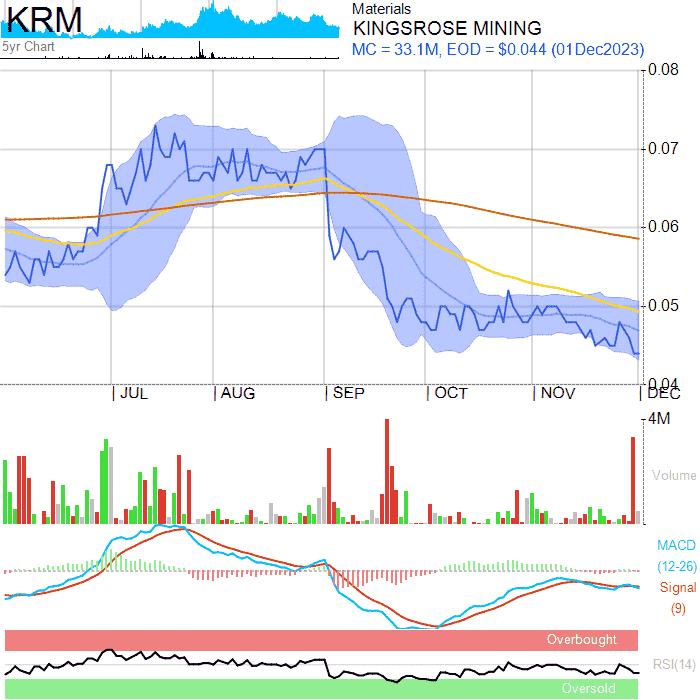 KRM
5yr Chart
Materials
KINGSROSE MINING
MC = 33.1M, EOD = $0.044 (01Dec2023)
0.08
0.07
0.06
0.05
0.04
JUL AUG SEP OCT NOV DEC
4M
Volume
MACD
(12-26)
Signal
(9)
Overbought
RSI(14)
Oversold